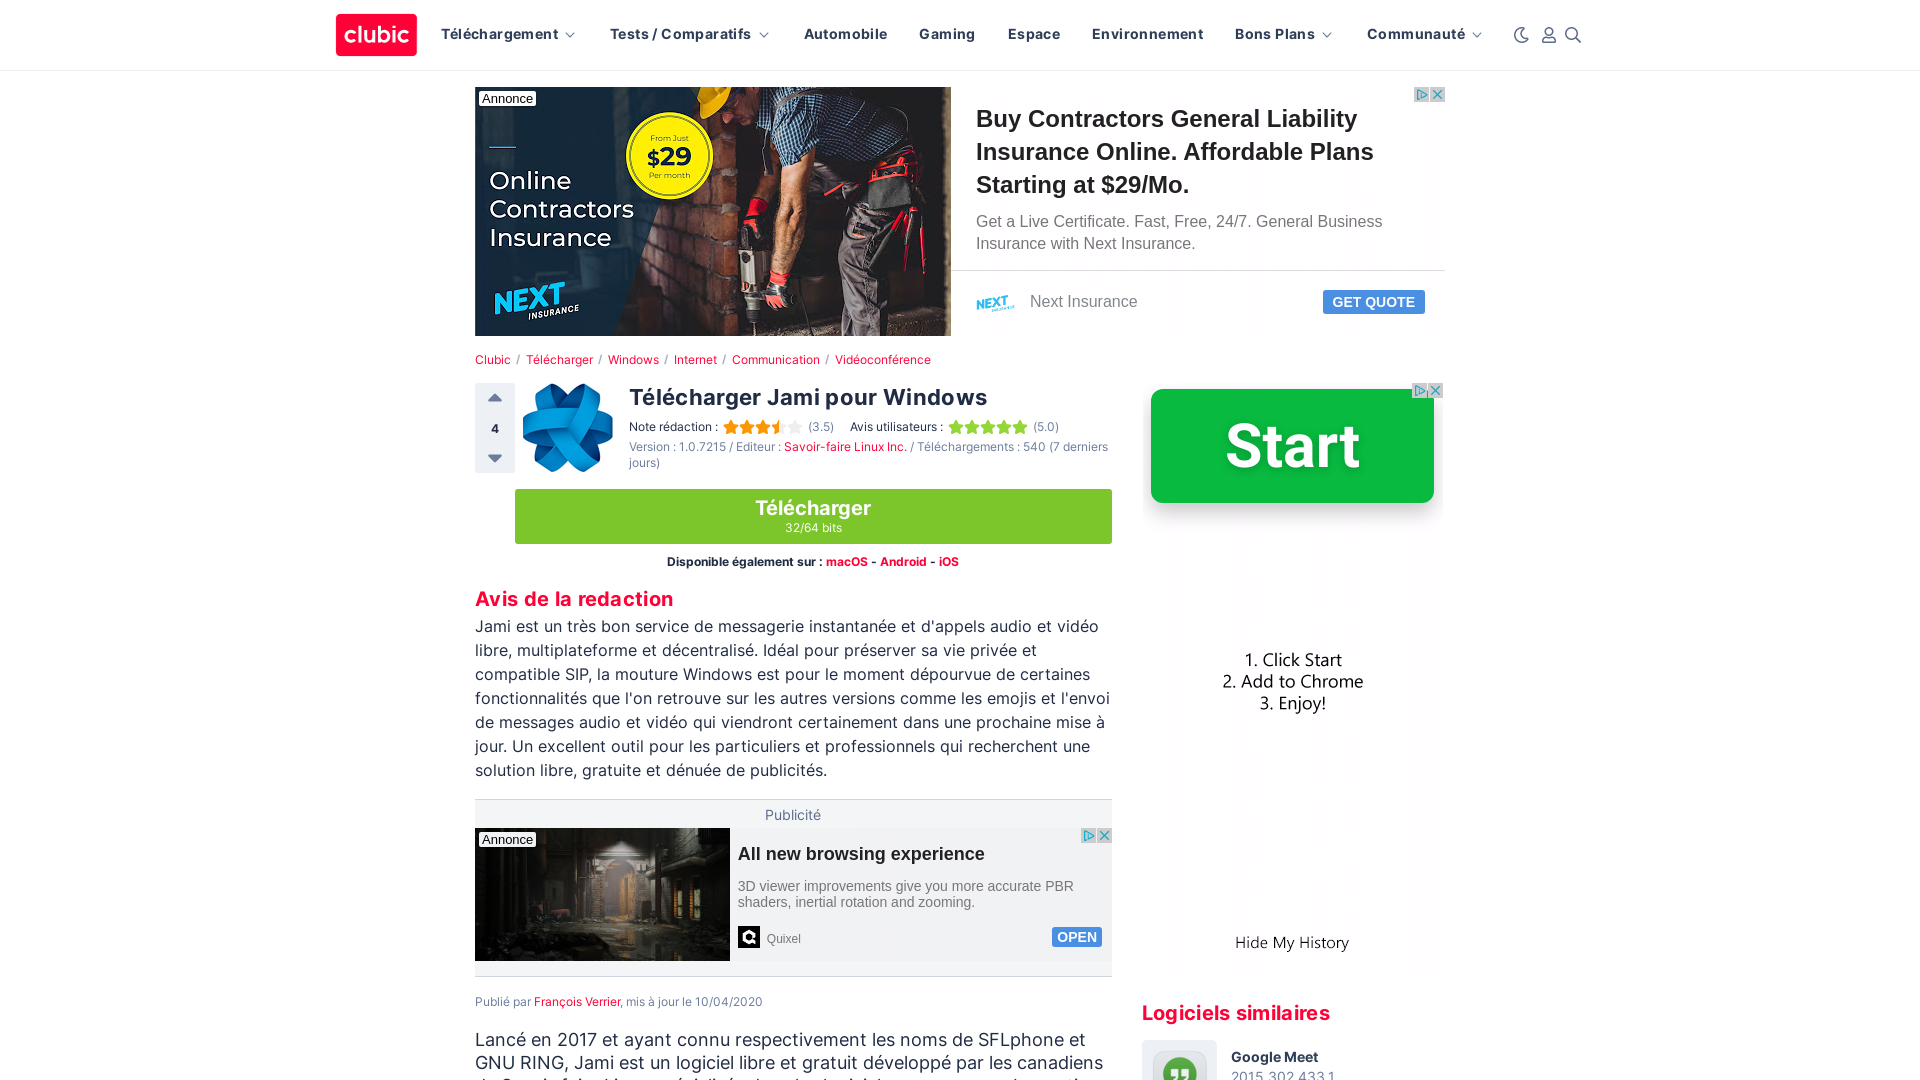 clubic
Téléchargement
Tests / Comparatifs
Automobile
Gaming
Espace
Environnement
Bons Plans
Communauté
Annonce
From Just
$29
Per month
Online
Contractors
Insurance
NEXT
INSURANCE
Buy Contractors General Liability
Insurance Online. Affordable Plans
Starting at $29/Mo.
Get a Live Certificate. Fast, Free, 24/7. General Business
Insurance with Next Insurance.
NEXT
Next Insurance
GET QUOTE
Clubic / Télécharger / Windows / Internet / Communication / Vidéoconférence
4
Télécharger Jami pour Windows
Note rédaction : (3.5) Avis utilisateurs : (5.0)
Version : 1.0.7215 / Editeur : Savoir-faire Linux Inc. / Téléchargements : 540 (7 derniers
jours)
Télécharger
32/64 bits
Disponible également sur : macOS - Android - iOS
Avis de la redaction
Jami est un très bon service de messagerie instantanée et d'appels audio et vidéo
libre, multiplateforme et décentralisé. Idéal pour préserver sa vie privée et
compatible SIP, la mouture Windows est pour le moment dépourvue de certaines
fonctionnalités que l'on retrouve sur les autres versions comme les emojis et l'envoi
de messages audio et vidéo qui viendront certainement dans une prochaine mise à
jour. Un excellent outil pour les particuliers et professionnels qui recherchent une
solution libre, gratuite et dénuée de publicités.
Publicité
Annonce
All new browsing experience
3D viewer improvements give you more accurate PBR
shaders, inertial rotation and zooming.
Quixel
OPEN
Publié par François Verrier, mis à jour le 10/04/2020
Lancé en 2017 et ayant connu respectivement les noms de SFLphone et
GNU RING, Jami est un logiciel libre et gratuit développé par les canadiens
Start
1. Click Start
2. Add to Chrome
3. Enjoy!
Hide My History
Logiciels similaires
Google Meet
2015.302.433.1